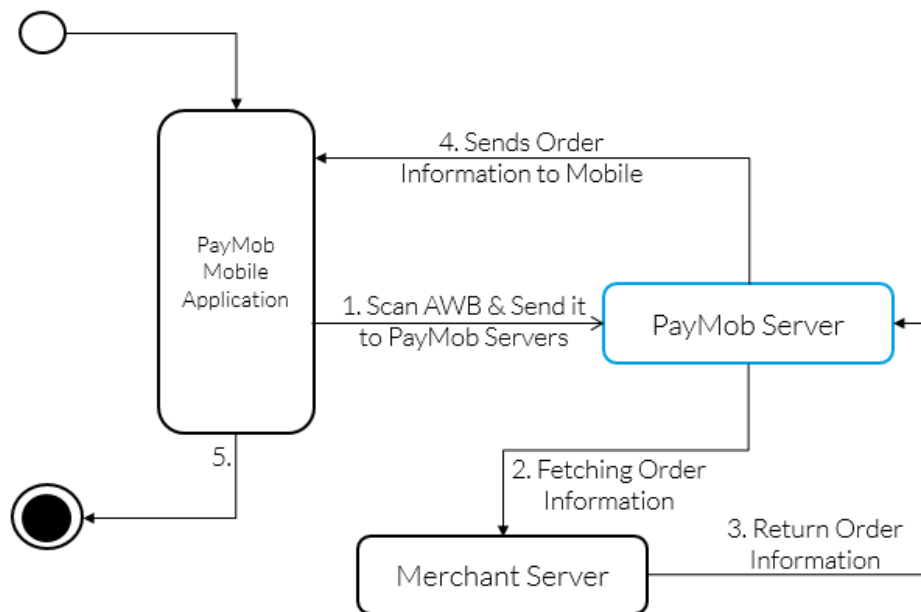 4. Sends Order
Information to Mobile
PayMob
Mobile
Application
1. Scan AWB & Send it
to PayMob Servers
PayMob Server
5.
2. Fetching Order
Information
3. Return Order
Information
Merchant Server